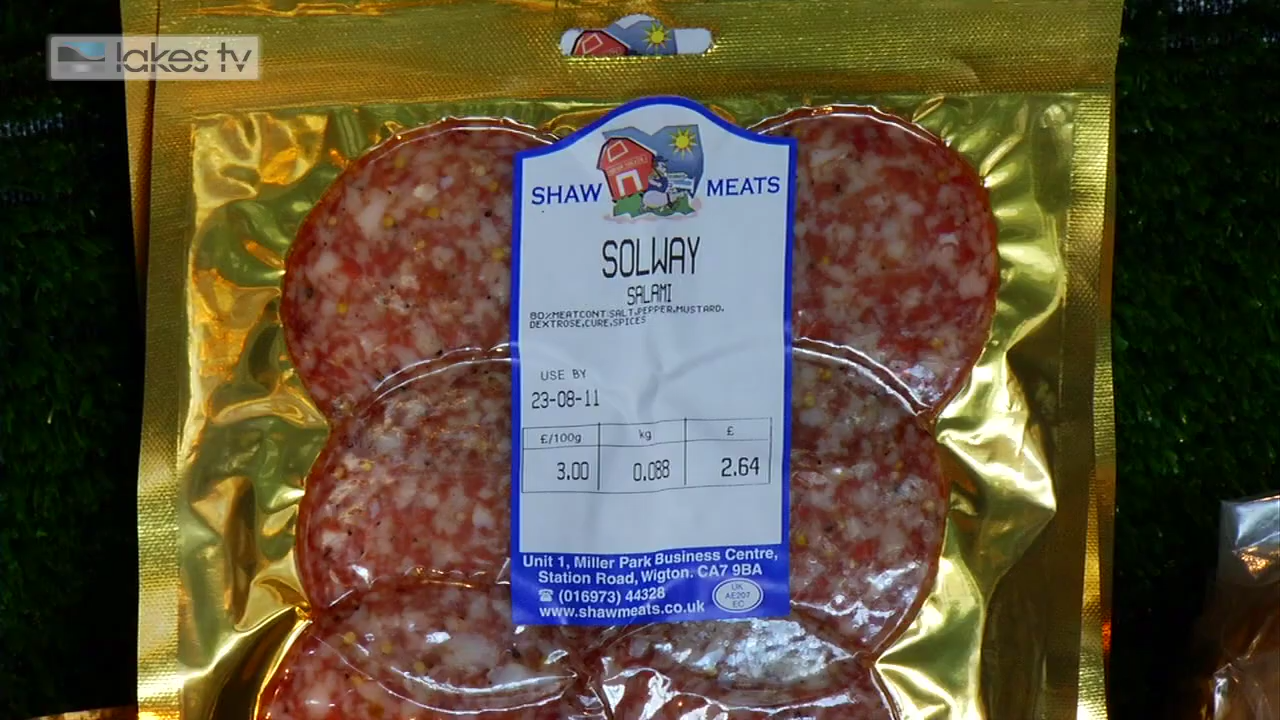 lakes tv
SHAW MEATS
SOLWAY
SALAMI
80%MEATCONT:SALT,PEPPER,MUSTARD,
DEXTROSE,CURE,SPICES
USE BY
23-08-11
£/100g kg £
3.00 0.088 2.64
Unit 1, Miller Park Business Centre,
Station Road, Wigton. CA7 9BA
☎ (016973) 44328
www.shawmeats.co.uk
UK
AE207
EC